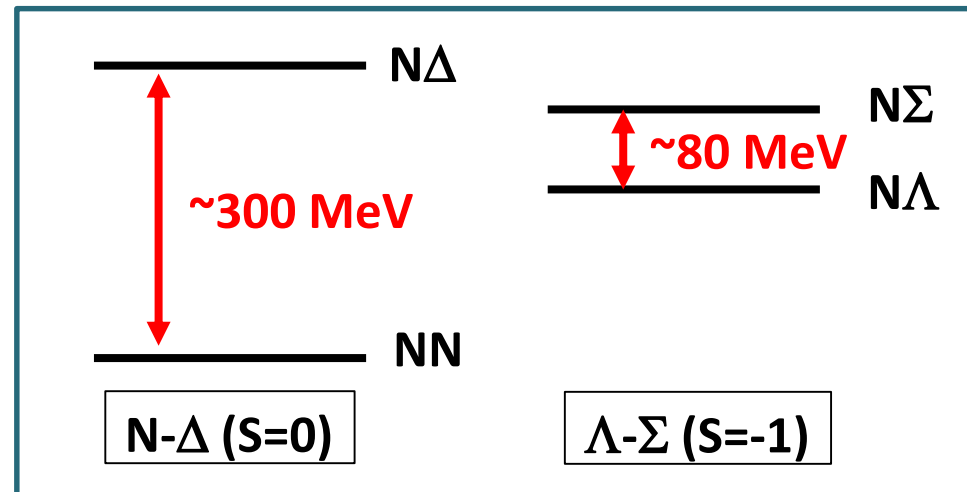 NΔ
~300 MeV
NN
N-Δ (S=0)
NΣ
~80 MeV
NΛ
Λ-Σ (S=-1)